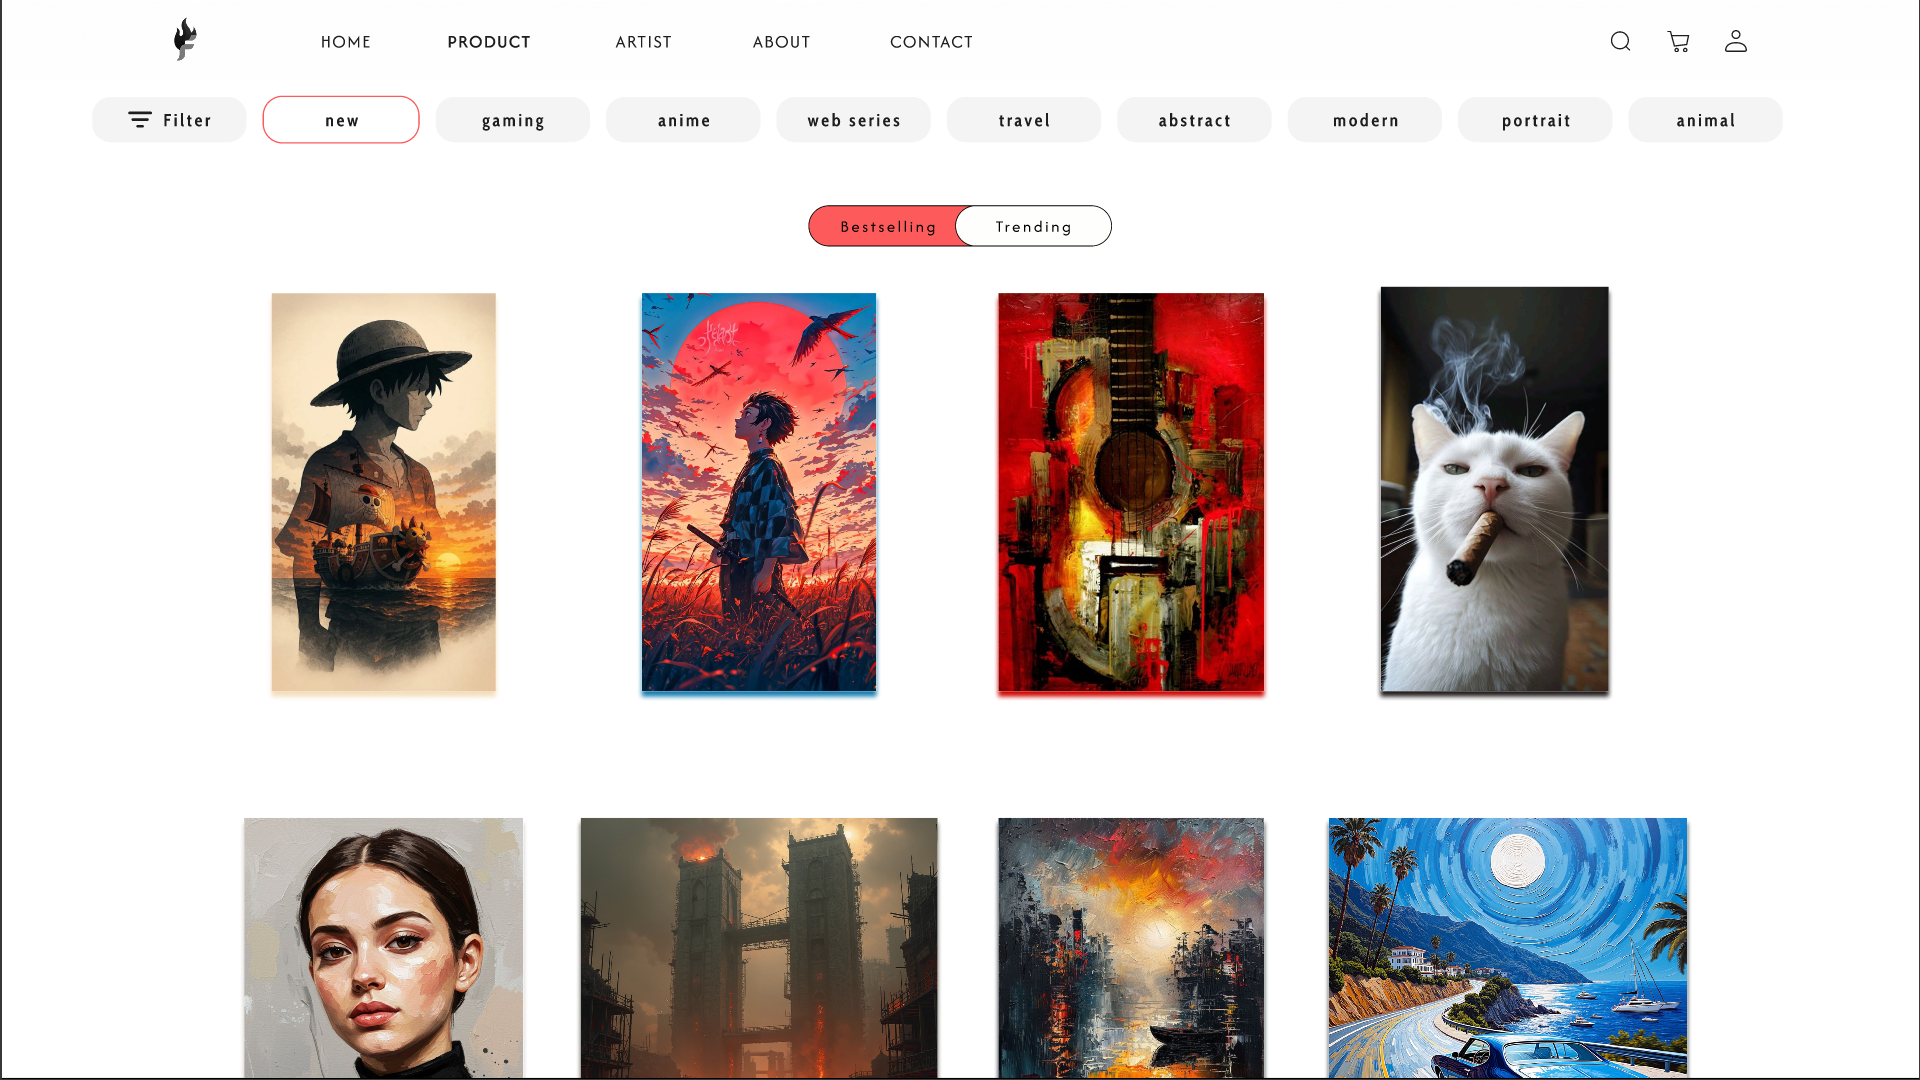 HOME PRODUCT ARTIST ABOUT CONTACT
Filter new gaming anime web series travel abstract modern portrait animal
Bestselling Trending